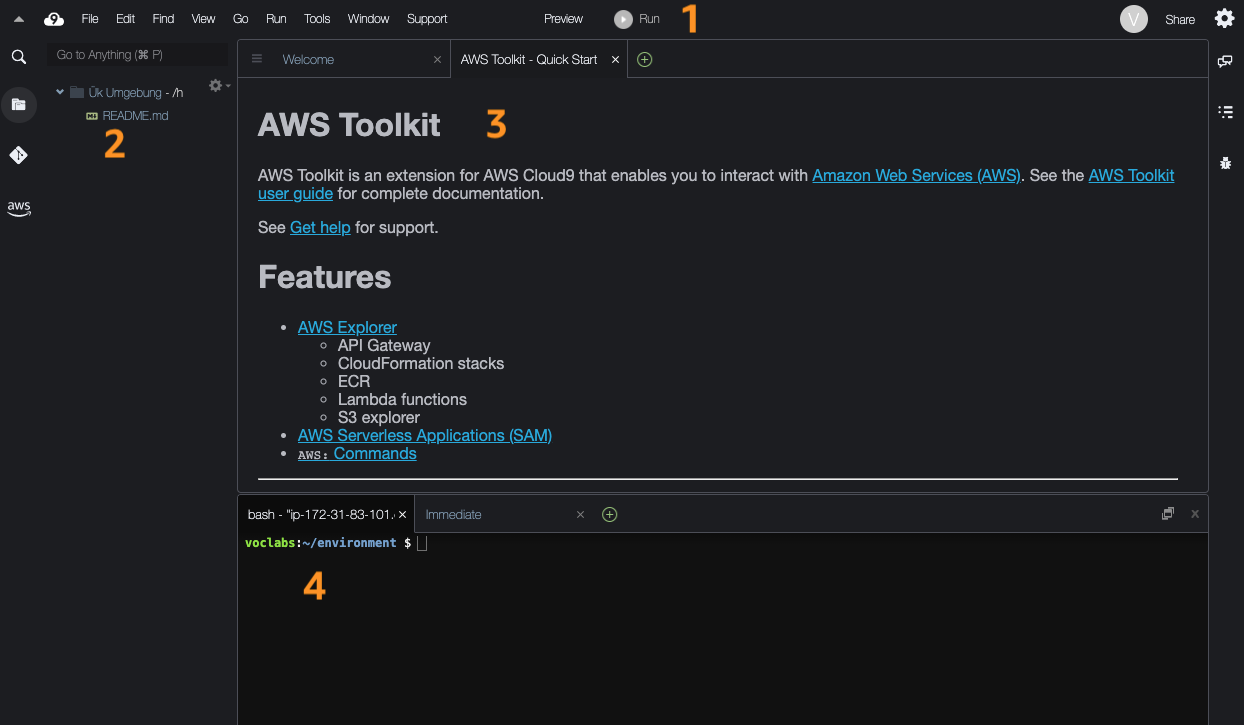 9 File Edit Find View Go Run Tools Window Support Preview Run 1 V Share
Go to Anything (⌘ P)
Welcome AWS Toolkit - Quick Start
Ük Umgebung - /h
README.md
2
aws
AWS Toolkit 3
AWS Toolkit is an extension for AWS Cloud9 that enables you to interact with Amazon Web Services (AWS). See the AWS Toolkit
user guide for complete documentation.
See Get help for support.
Features
AWS Explorer
API Gateway
CloudFormation stacks
ECR
Lambda functions
S3 explorer
AWS Serverless Applications (SAM)
AWS: Commands
bash - "ip-172-31-83-101. Immediate
voclabs:~/environment $
4